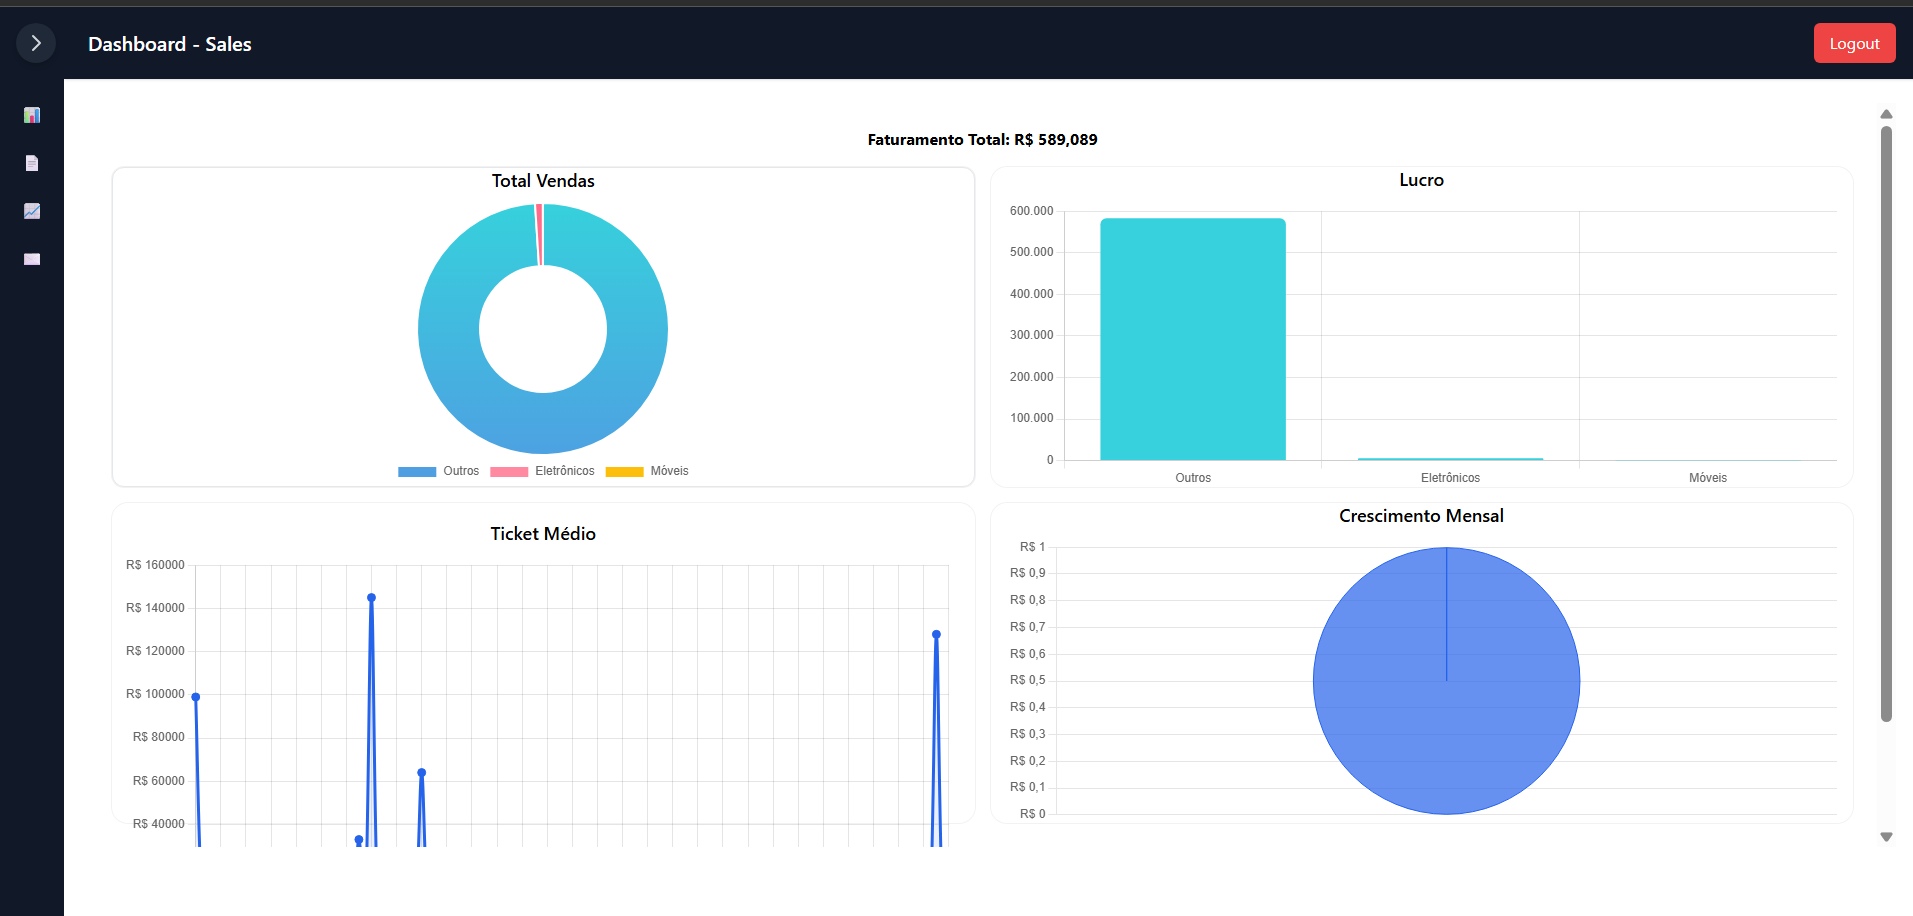 Dashboard - Sales
Logout
Faturamento Total: R$ 589,089
Total Vendas
Outros
Eletrônicos
Móveis
Lucro
600.000
500.000
400.000
300.000
200.000
100.000
0
Outros
Eletrônicos
Móveis
Ticket Médio
R$ 160000
R$ 140000
R$ 120000
R$ 100000
R$ 80000
R$ 60000
R$ 40000
Crescimento Mensal
R$ 1
R$ 0,9
R$ 0,8
R$ 0,7
R$ 0,6
R$ 0,5
R$ 0,4
R$ 0,3
R$ 0,2
R$ 0,1
R$ 0